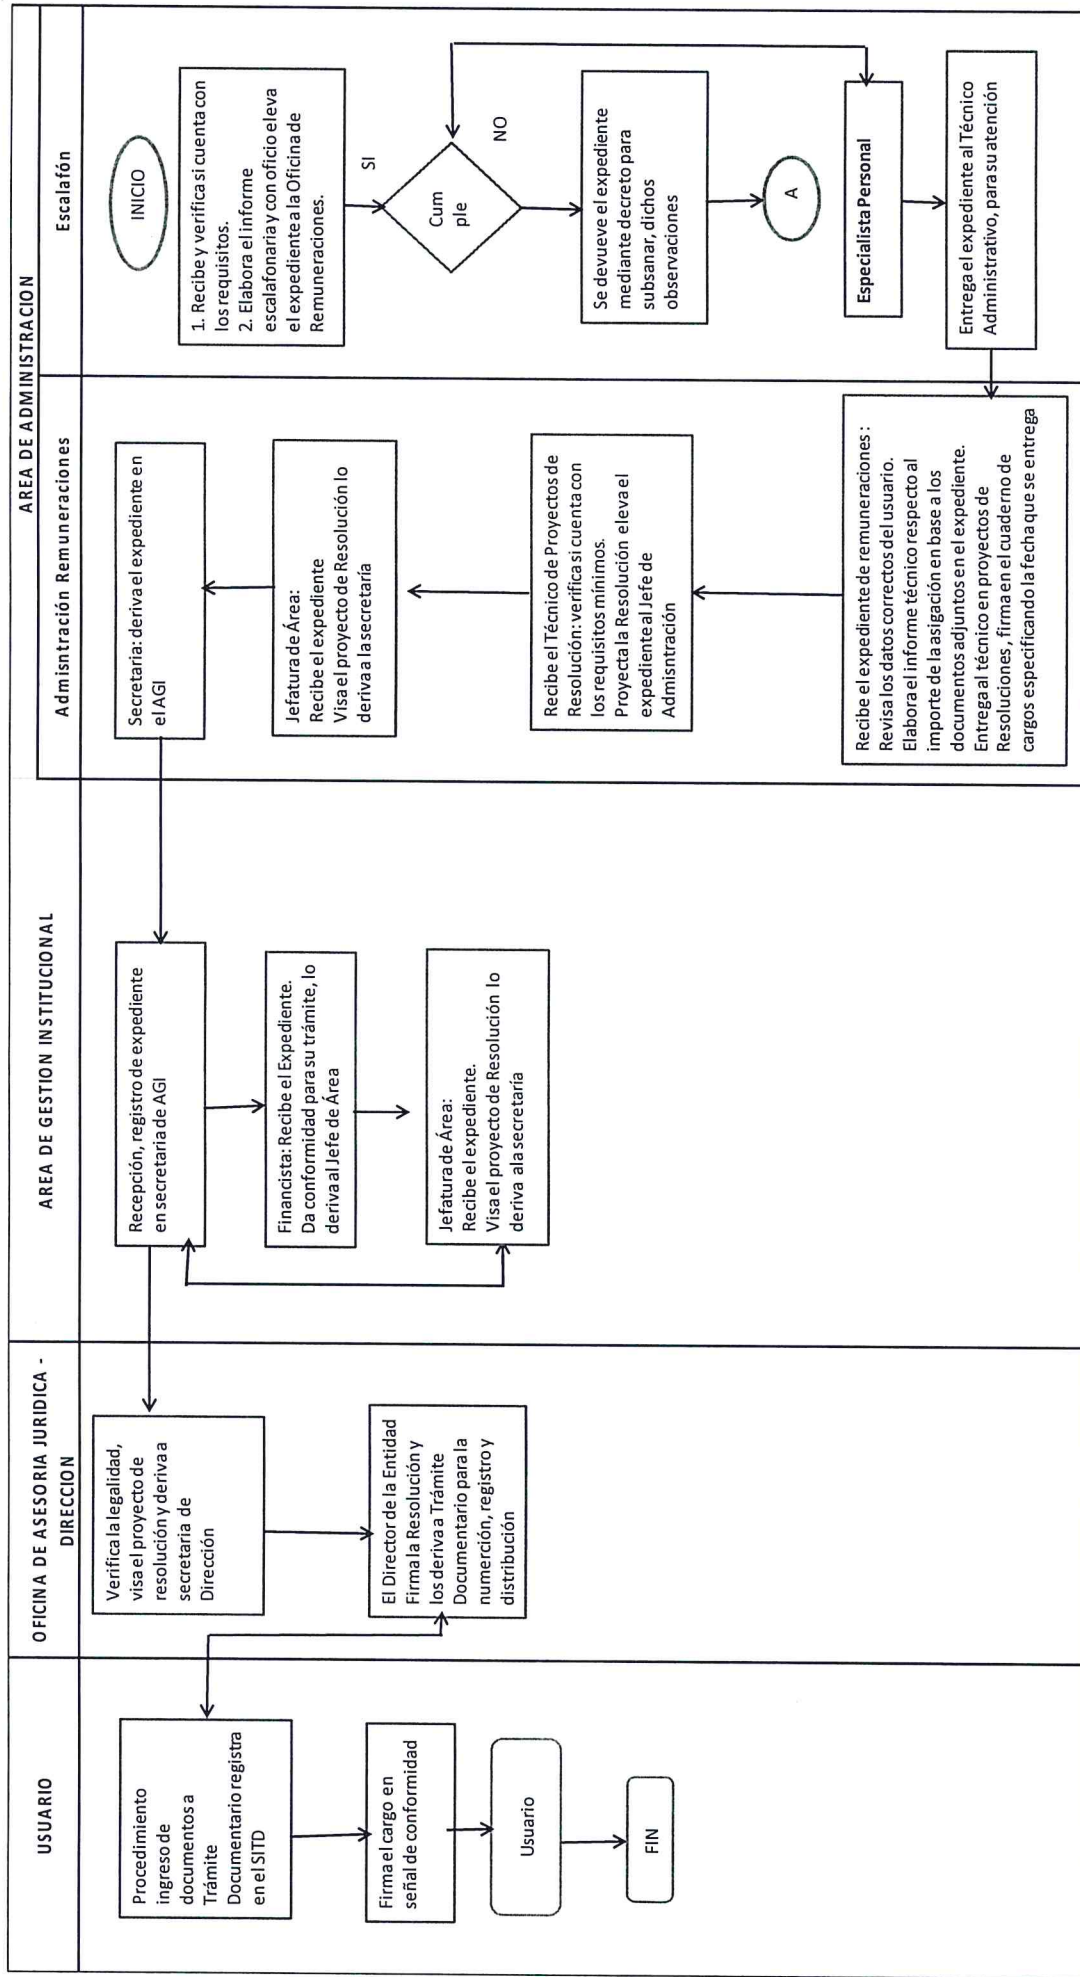 AREA DE ADMINISTRACION
USUARIO
OFICINA DE ASESORIA JURIDICA -
DIRECCION
AREA DE GESTION INSTITUCIONAL
Admisntración Remuneraciones
Escalafón
Procedimiento
ingreso de
documentos a
Trámite
Documentario registra
en el SITD
Firma el cargo en
señal de conformidad
Usuario
FIN
Verifica la legalidad,
visa el proyecto de
resolución y deriva a
secretaria de
Dirección
El Director de la Entidad
Firma la Resolución y
los deriva a Trámite
Documentario para la
numerción, registro y
distribución
Recepción, registro de expediente
en secretaria de AGI
Financista: Recibe el Expediente.
Da conformidad para su trámite, lo
deriva al Jefe de Área
Jefatura de Área:
Recibe el expediente.
Visa el proyecto de Resolución lo
deriva a la secretaría
Secretaria: deriva el expediente en
el AGI
Jefatura de Área:
Recibe el expediente
Visa el proyecto de Resolución lo
deriva a la secretaría
Recibe el Técnico de Proyectos de
Resolución: verifica si cuenta con
los requisitos mínimos.
Proyecta la Resolución eleva el
expediente al Jefe de
Admisntración
Recibe el expediente de remuneraciones :
Revisa los datos correctos del usuario.
Elabora el informe técnico respecto al
importe de la asigación en base a los
documentos adjuntos en el expediente.
Entrega al técnico en proyectos de
Resoluciones, firma en el cuaderno de
cargos especificando la fecha que se entrega
INICIO
1. Recibe y verifica si cuenta con
los requisitos.
2. Elabora el informe
escalafonaria y con oficio eleva
el expediente a la Oficina de
Remuneraciones.
SI
Cum
ple
NO
Se devueve el expediente
mediante decreto para
subsanar, dichos
observaciones
A
Especialista Personal
Entrega el expediente al Técnico
Administrativo, para su atención